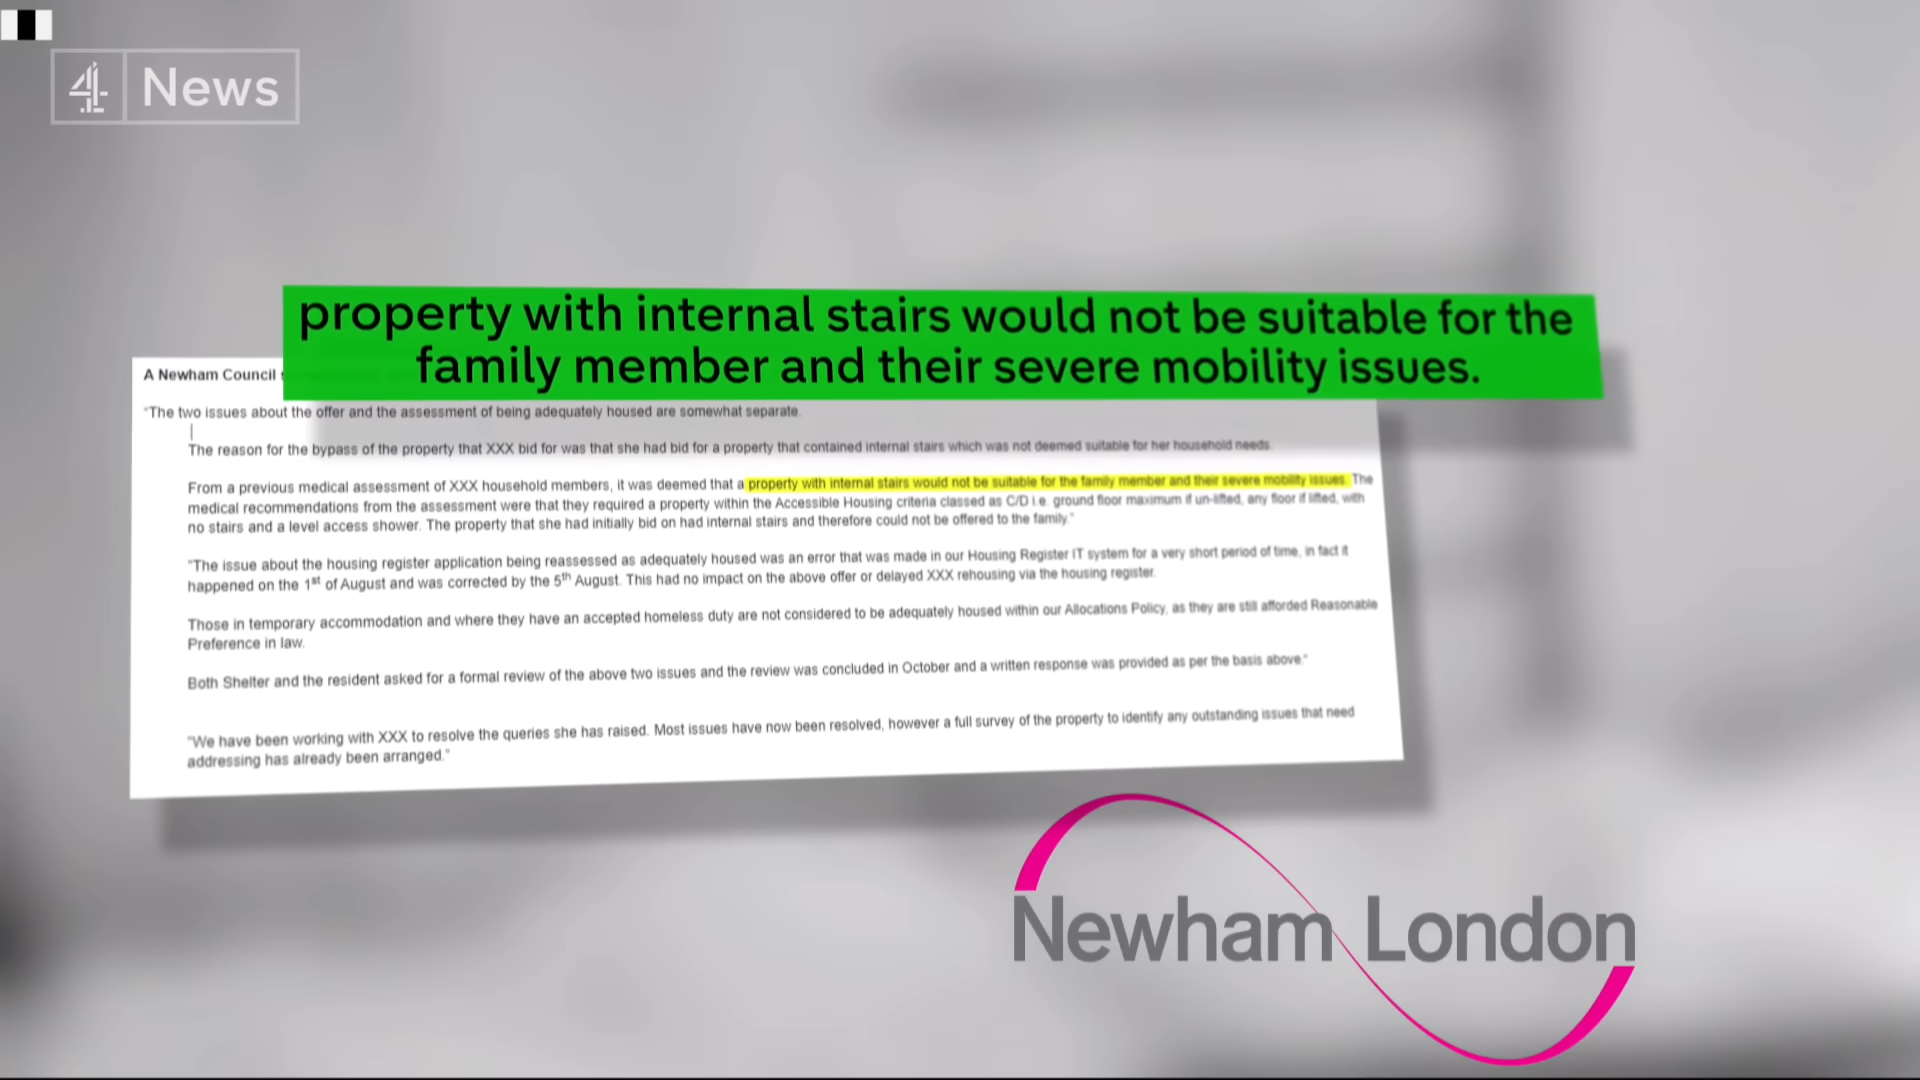 4 News
property with internal stairs would not be suitable for the
family member and their severe mobility issues.
A Newham Council
"The two issues about the offer and the assessment of being adequately housed are somewhat separate.
The reason for the bypass of the property that XXX bid for was that she had bid for a property that contained internal stairs which was not deemed suitable for her household needs.
From a previous medical assessment of XXX household members, it was deemed that a property with internal stairs would not be suitable for the family member and their severe mobility issues. The
medical recommendations from the assessment were that they required a property within the Accessible Housing criteria classed as C/D i.e. ground floor maximum if un-lifted, any floor if lifted, with
no stairs and a level access shower. The property that she had initially bid on had internal stairs and therefore could not be offered to the family."
"The issue about the housing register application being reassessed as adequately housed was an error that was made in our Housing Register IT system for a very short period of time, in fact it
happened on the 1st of August and was corrected by the 5th August. This had no impact on the above offer or delayed XXX rehousing via the housing register.
Those in temporary accommodation and where they have an accepted homeless duty are not considered to be adequately housed within our Allocations Policy, as they are still afforded Reasonable
Preference in law.
Both Shelter and the resident asked for a formal review of the above two issues and the review was concluded in October and a written response was provided as per the basis above."
"We have been working with XXX to resolve the queries she has raised. Most issues have now been resolved, however a full survey of the property to identify any outstanding issues that need
addressing has already been arranged."
Newham London